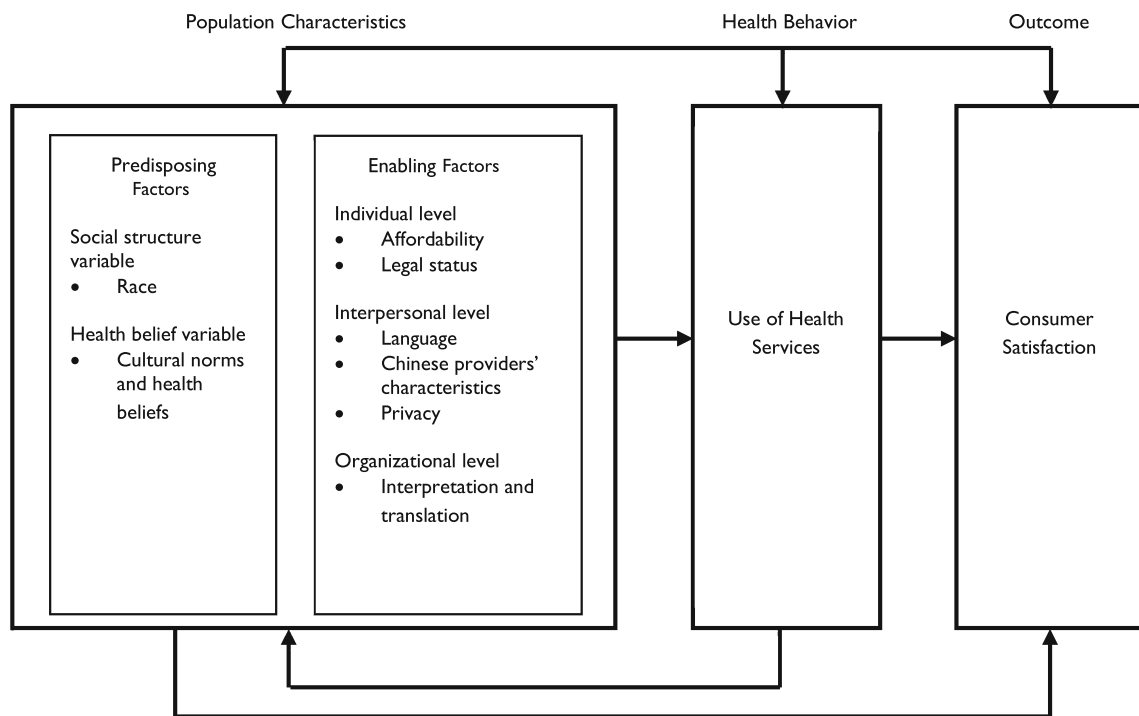 Population Characteristics
Health Behavior
Outcome
Predisposing
Factors
Social structure
variable
• Race
Health belief variable
• Cultural norms
and health
beliefs
Enabling Factors
Individual level
• Affordability
• Legal status
Interpersonal level
• Language
• Chinese providers’
characteristics
• Privacy
Organizational level
• Interpretation and
translation
Use of Health
Services
Consumer
Satisfaction